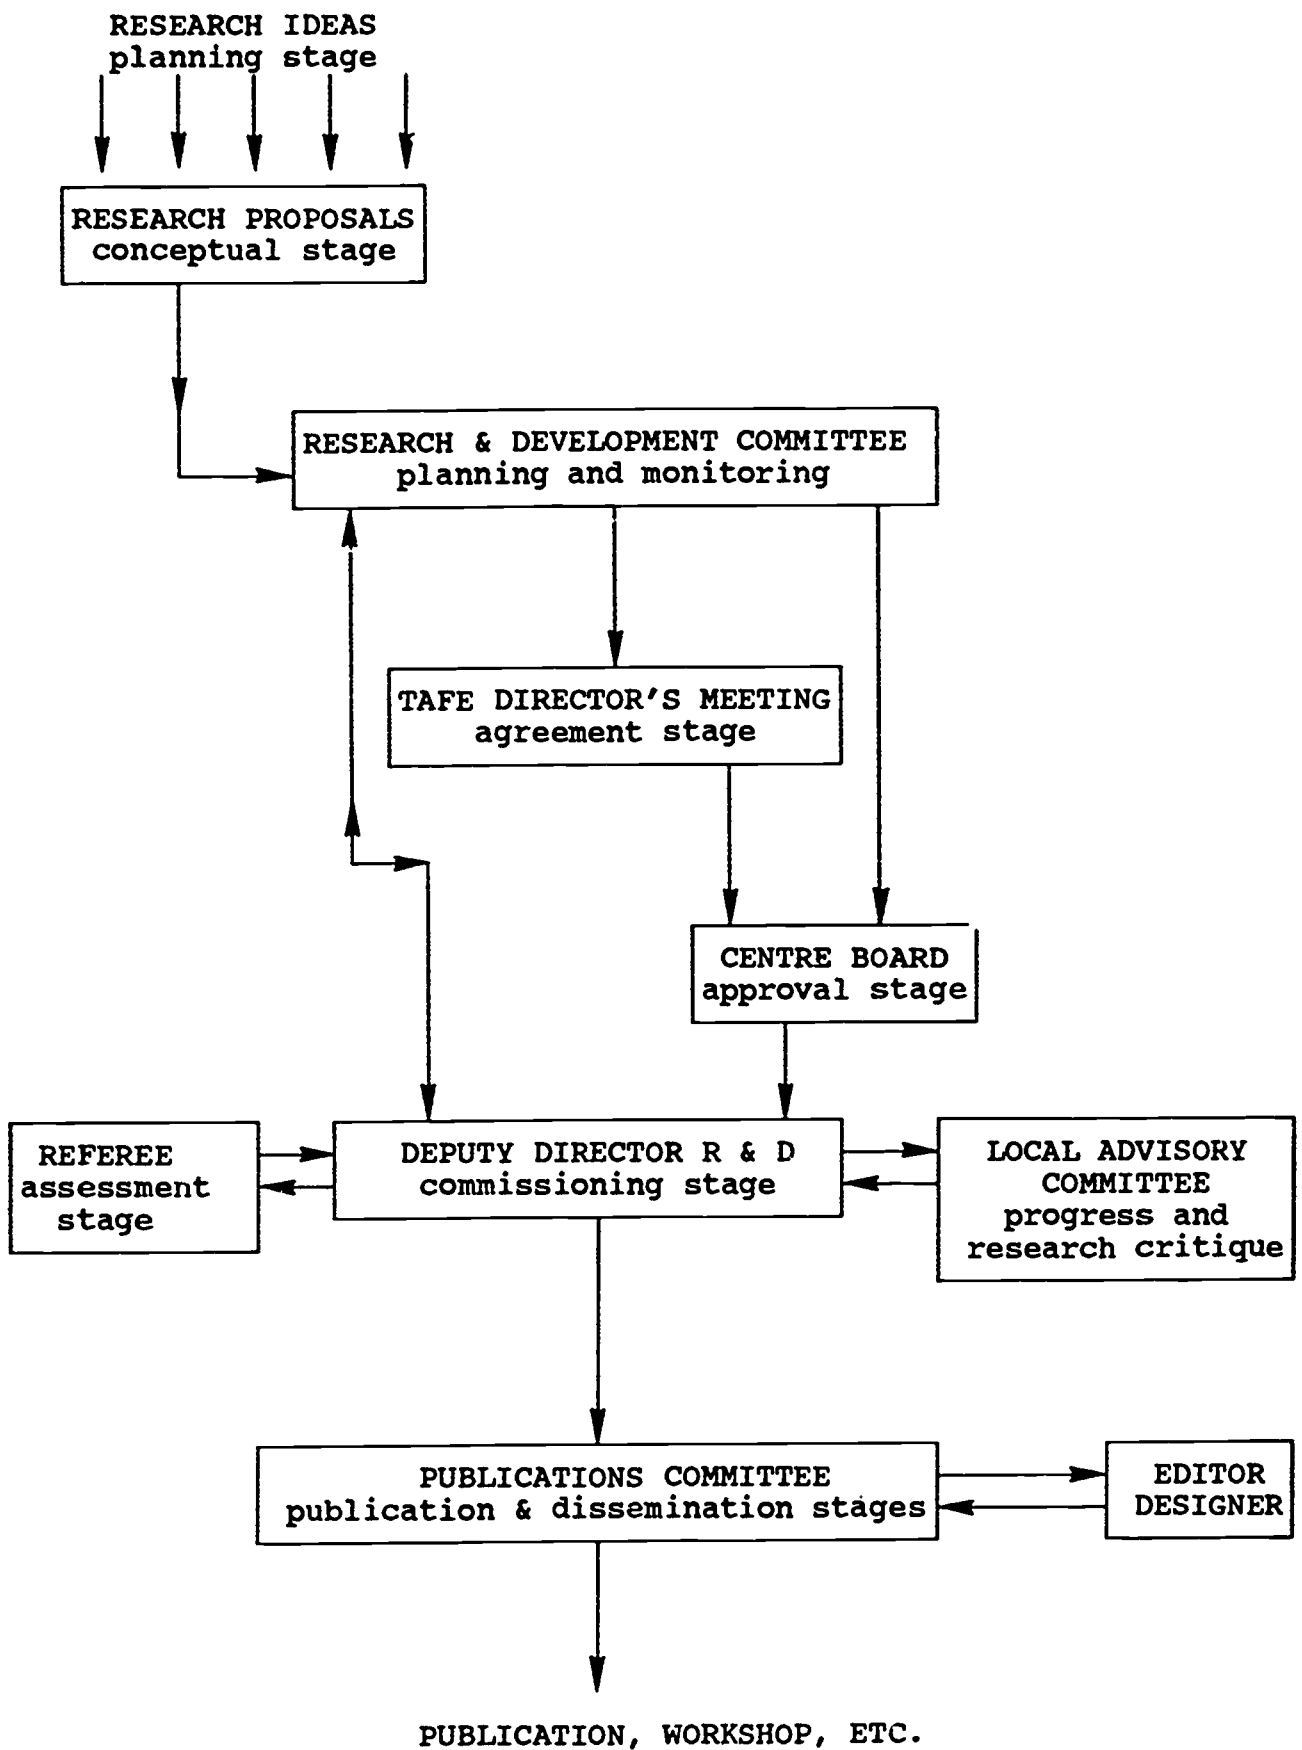 RESEARCH IDEAS
planning stage
RESEARCH PROPOSALS
conceptual stage
RESEARCH & DEVELOPMENT COMMITTEE
planning and monitoring
TAFE DIRECTOR'S MEETING
agreement stage
CENTRE BOARD
approval stage
REFEREE
assessment
stage
DEPUTY DIRECTOR R & D
commissioning stage
LOCAL ADVISORY
COMMITTEE
progress and
research critique
PUBLICATIONS COMMITTEE
publication & dissemination stages
EDITOR
DESIGNER
PUBLICATION, WORKSHOP, ETC.